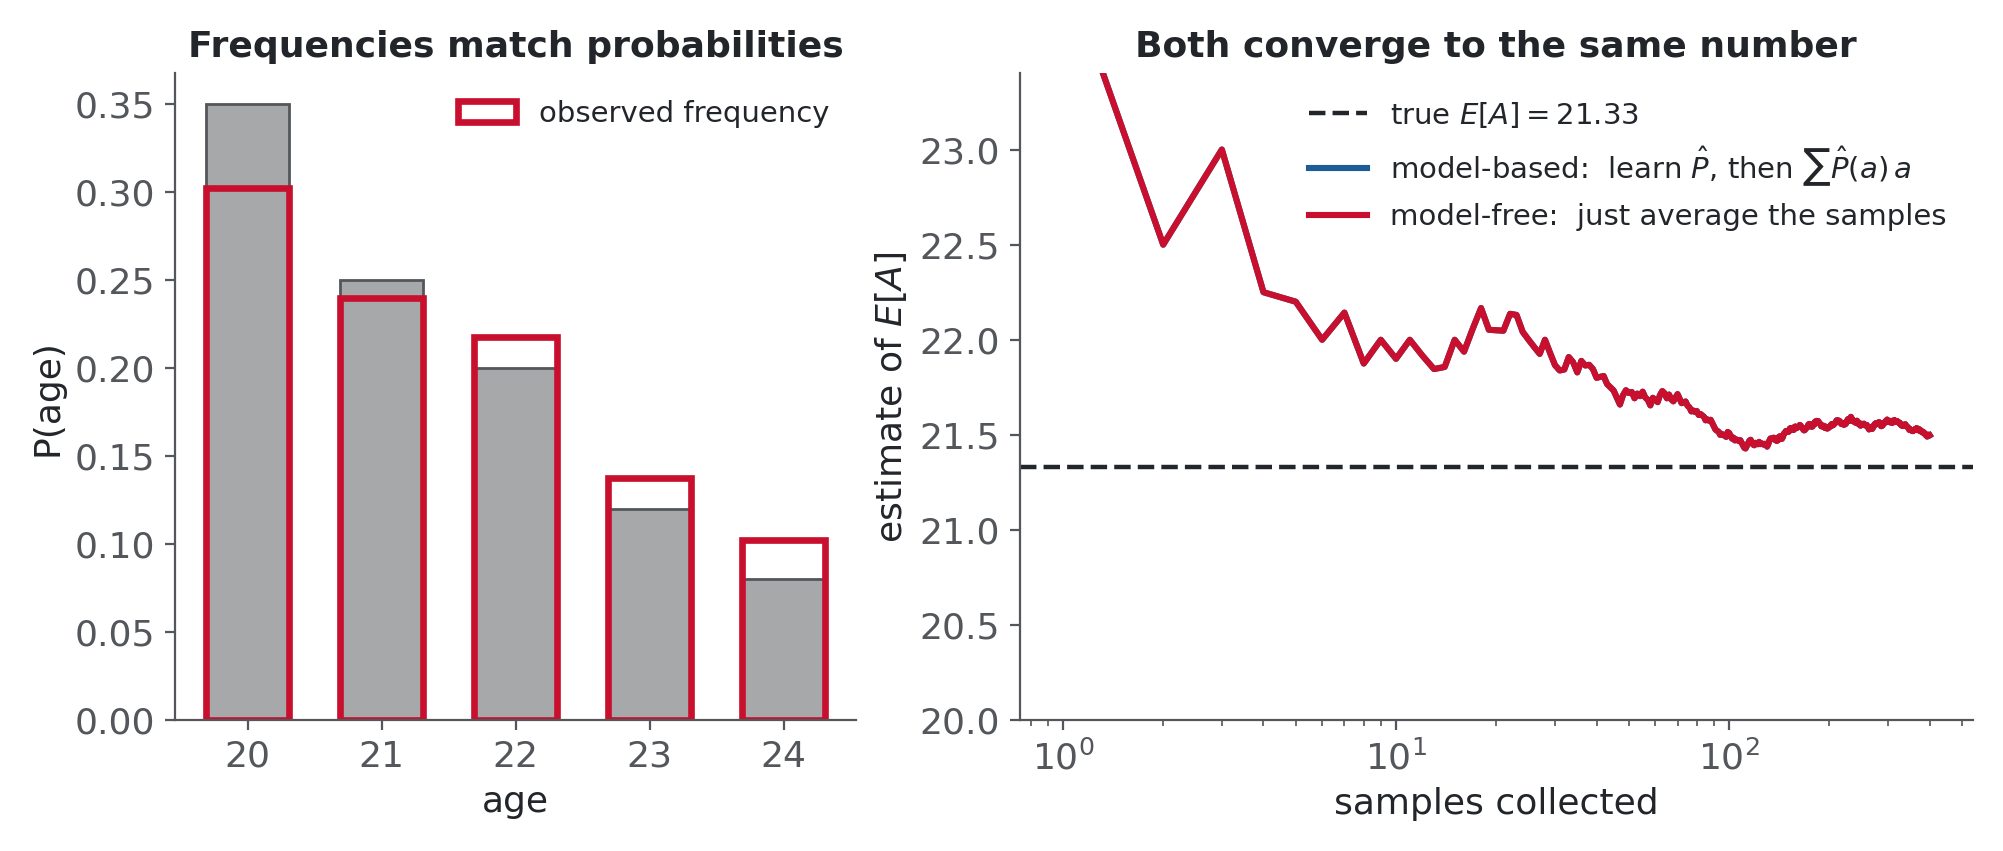 Frequencies match probabilities
observed frequency
P(age)
0.35
0.30
0.25
0.20
0.15
0.10
0.05
0.00
20 21 22 23 24
age
Both converge to the same number
true E[A] = 21.33
model-based: learn P̂, then ∑P̂(a) a
model-free: just average the samples
estimate of E[A]
23.0
22.5
22.0
21.5
21.0
20.5
20.0
10⁰ 10¹ 10²
samples collected